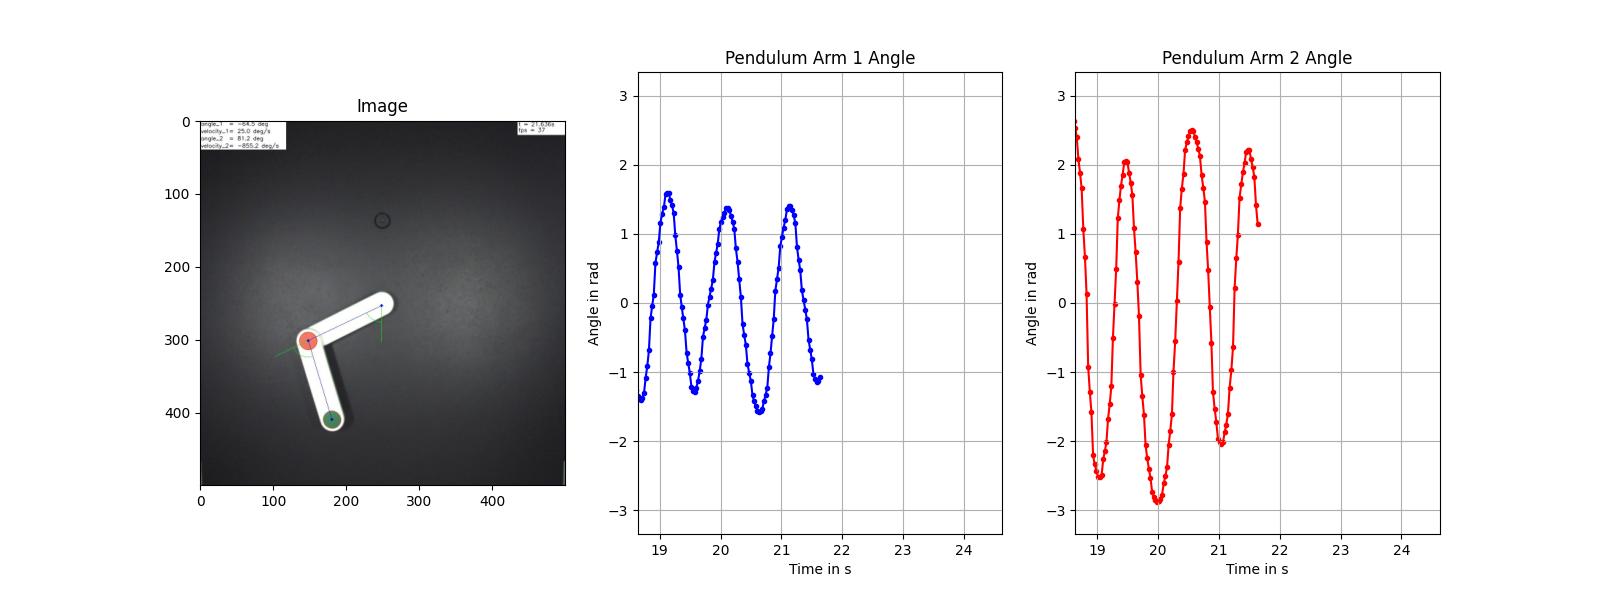 Image
angle_1 = -64.5 deg
velocity_1= 25.0 deg/s
angle_2 = 81.2 deg
velocity_2= -855.2 deg/s
t = 21.636s
fps = 37
0
100
200
300
400
0 100 200 300 400
Pendulum Arm 1 Angle
Angle in rad
3
2
1
0
−1
−2
−3
19 20 21 22 23 24
Time in s
Pendulum Arm 2 Angle
Angle in rad
3
2
1
0
−1
−2
−3
19 20 21 22 23 24
Time in s